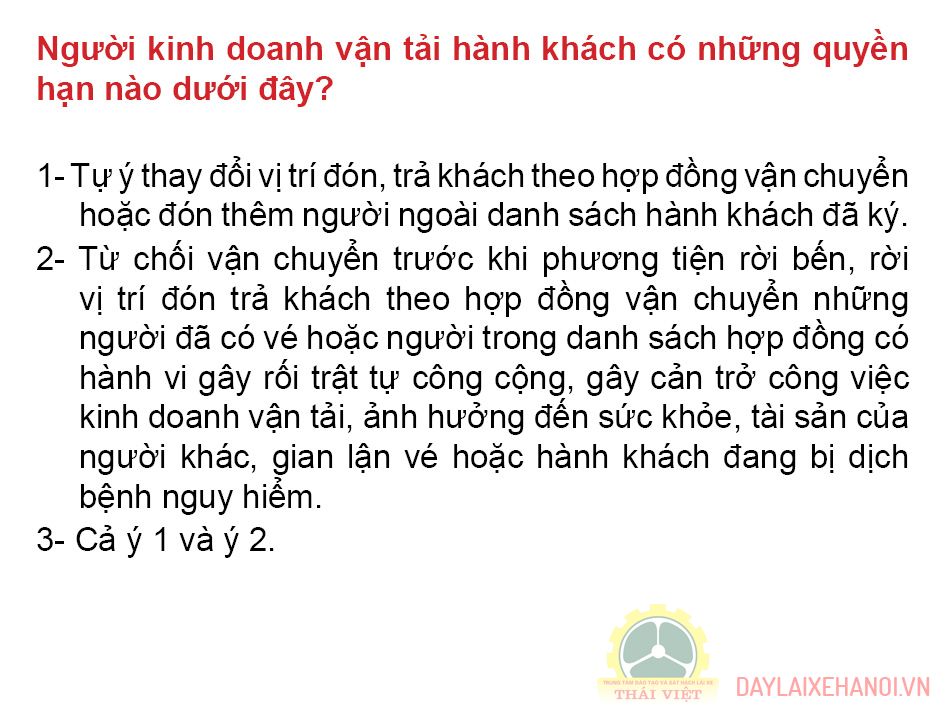 Người kinh doanh vận tải hành khách có những quyền
hạn nào dưới đây?
1- Tự ý thay đổi vị trí đón, trả khách theo hợp đồng vận chuyển
hoặc đón thêm người ngoài danh sách hành khách đã ký.
2- Từ chối vận chuyển trước khi phương tiện rời bến, rời
vị trí đón trả khách theo hợp đồng vận chuyển những
người đã có vé hoặc người trong danh sách hợp đồng có
hành vi gây rối trật tự công cộng, gây cản trở công việc
kinh doanh vận tải, ảnh hưởng đến sức khỏe, tài sản của
người khác, gian lận vé hoặc hành khách đang bị dịch
bệnh nguy hiểm.
3- Cả ý 1 và ý 2.
TRUNG TÂM ĐÀO TẠO VÀ SÁT HẠCH LÁI XE
THÁI VIỆT
DAYLAIXEHANOI.VN